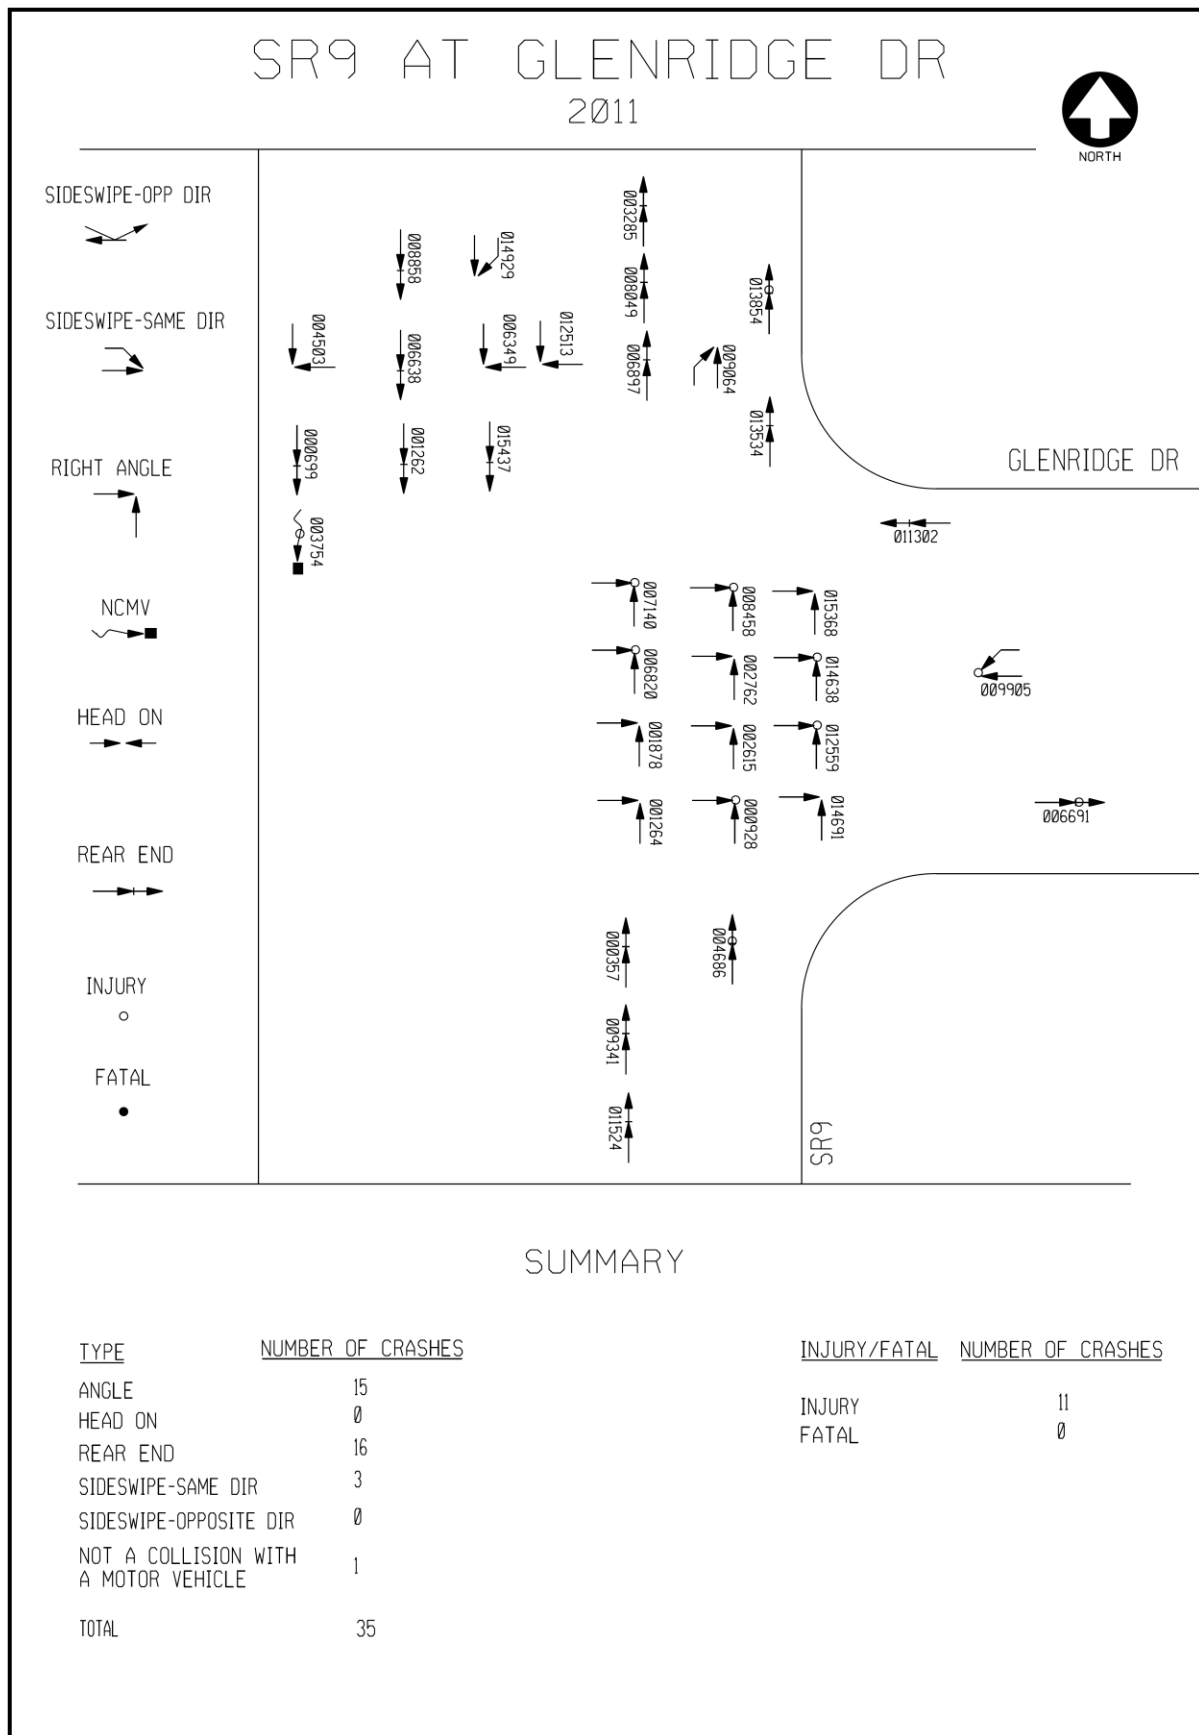 SR9 AT GLENRIDGE DR
2011
NORTH
SIDESWIPE-OPP DIR
SIDESWIPE-SAME DIR
RIGHT ANGLE
NCMV
HEAD ON
REAR END
INJURY
FATAL
003285
008858
014929
008049
013854
004503
006638
006349
012513
006897
009064
013534
000699
001262
015437
GLENRIDGE DR
003754
011302
007140
008458
015368
006820
002762
014638
009905
001878
002615
012559
001264
000928
014691
006691
000357
004686
009341
011524
SR9
SUMMARY
TYPE NUMBER OF CRASHES
ANGLE 15
HEAD ON 0
REAR END 16
SIDESWIPE-SAME DIR 3
SIDESWIPE-OPPOSITE DIR 0
NOT A COLLISION WITH
A MOTOR VEHICLE 1
TOTAL 35
INJURY/FATAL NUMBER OF CRASHES
INJURY 11
FATAL 0